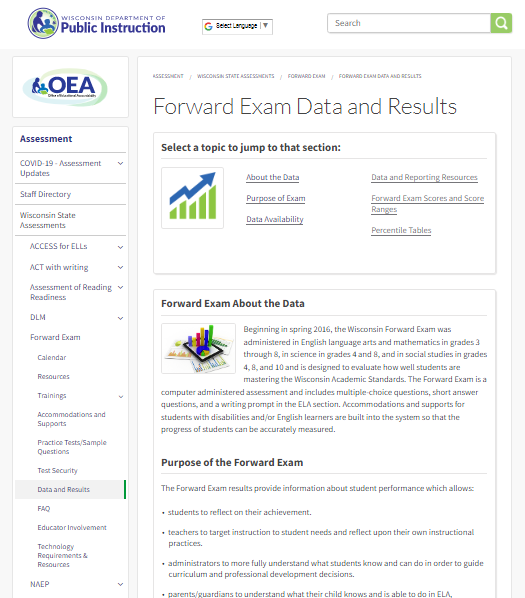 WISCONSIN DEPARTMENT OF
Public Instruction
Select Language ▼
Search
OEA
Office of Educational Accountability
Assessment
COVID-19 - Assessment
Updates
Staff Directory
Wisconsin State
Assessments
ACCESS for ELLs
ACT with writing
Assessment of Reading
Readiness
DLM
Forward Exam
Calendar
Resources
Trainings
Accommodations and
Supports
Practice Tests/Sample
Questions
Test Security
Data and Results
FAQ
Educator Involvement
Technology
Requirements &
Resources
NAEP
ASSESSMENT / WISCONSIN STATE ASSESSMENTS / FORWARD EXAM / FORWARD EXAM DATA AND RESULTS
Forward Exam Data and Results
Select a topic to jump to that section:
About the Data
Purpose of Exam
Data Availability
Data and Reporting Resources
Forward Exam Scores and Score
Ranges
Percentile Tables
Forward Exam About the Data
Beginning in spring 2016, the Wisconsin Forward Exam was
administered in English language arts and mathematics in grades 3
through 8, in science in grades 4 and 8, and in social studies in grades
4, 8, and 10 and is designed to evaluate how well students are
mastering the Wisconsin Academic Standards. The Forward Exam is a
computer administered assessment and includes multiple-choice questions, short answer
questions, and a writing prompt in the ELA section. Accommodations and supports for
students with disabilities and/or English learners are built into the system so that the
progress of students can be accurately measured.
Purpose of the Forward Exam
The Forward Exam results provide information about student performance which allows:
• students to reflect on their achievement.
• teachers to target instruction to student needs and reflect upon their own instructional
practices.
• administrators to more fully understand what students know and can do in order to guide
curriculum and professional development decisions.
• parents/guardians to understand what their child knows and is able to do in ELA,